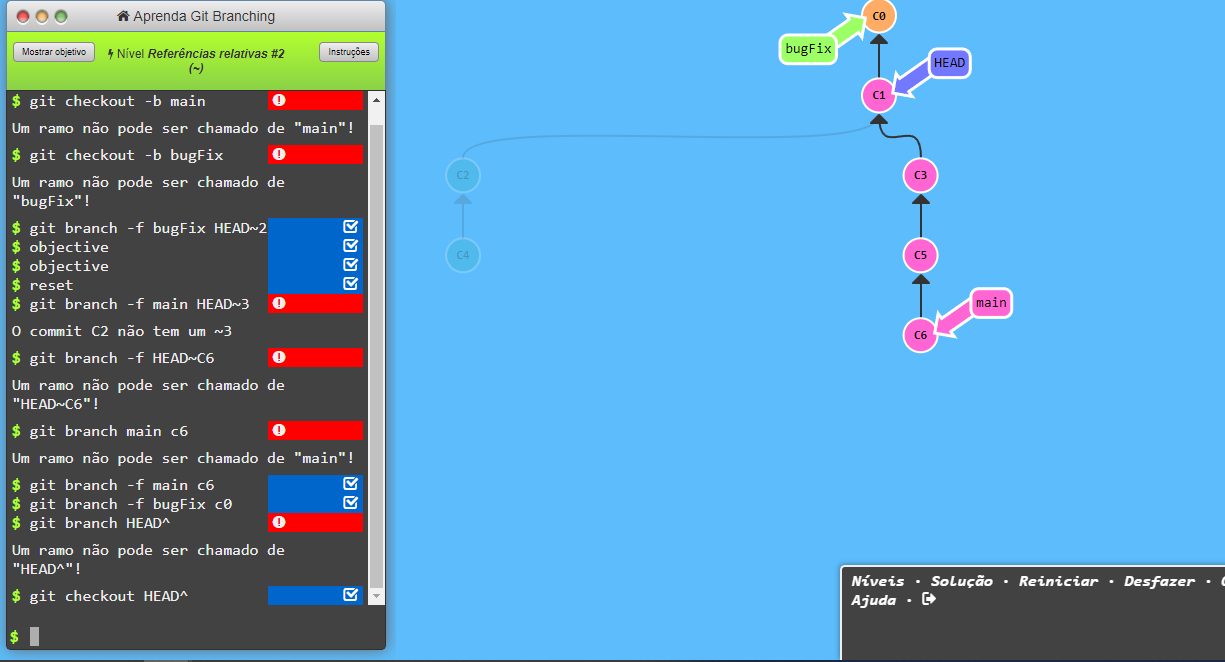 Aprenda Git Branching
Mostrar objetivo
Nível Referências relativas #2
(~)
Instruções
$ git checkout -b main
Um ramo não pode ser chamado de "main"!
$ git checkout -b bugFix
Um ramo não pode ser chamado de
"bugFix"!
$ git branch -f bugFix HEAD~2
$ objective
$ objective
$ reset
$ git branch -f main HEAD~3
O commit C2 não tem um ~3
$ git branch -f HEAD~C6
Um ramo não pode ser chamado de
"HEAD~C6"!
$ git branch main c6
Um ramo não pode ser chamado de "main"!
$ git branch -f main c6
$ git branch -f bugFix c0
$ git branch HEAD^
Um ramo não pode ser chamado de
"HEAD^"!
$ git checkout HEAD^
$
C0
bugFix
HEAD
C1
C2
C3
C4
C5
main
C6
Níveis · Solução · Reiniciar · Desfazer ·
Ajuda ·